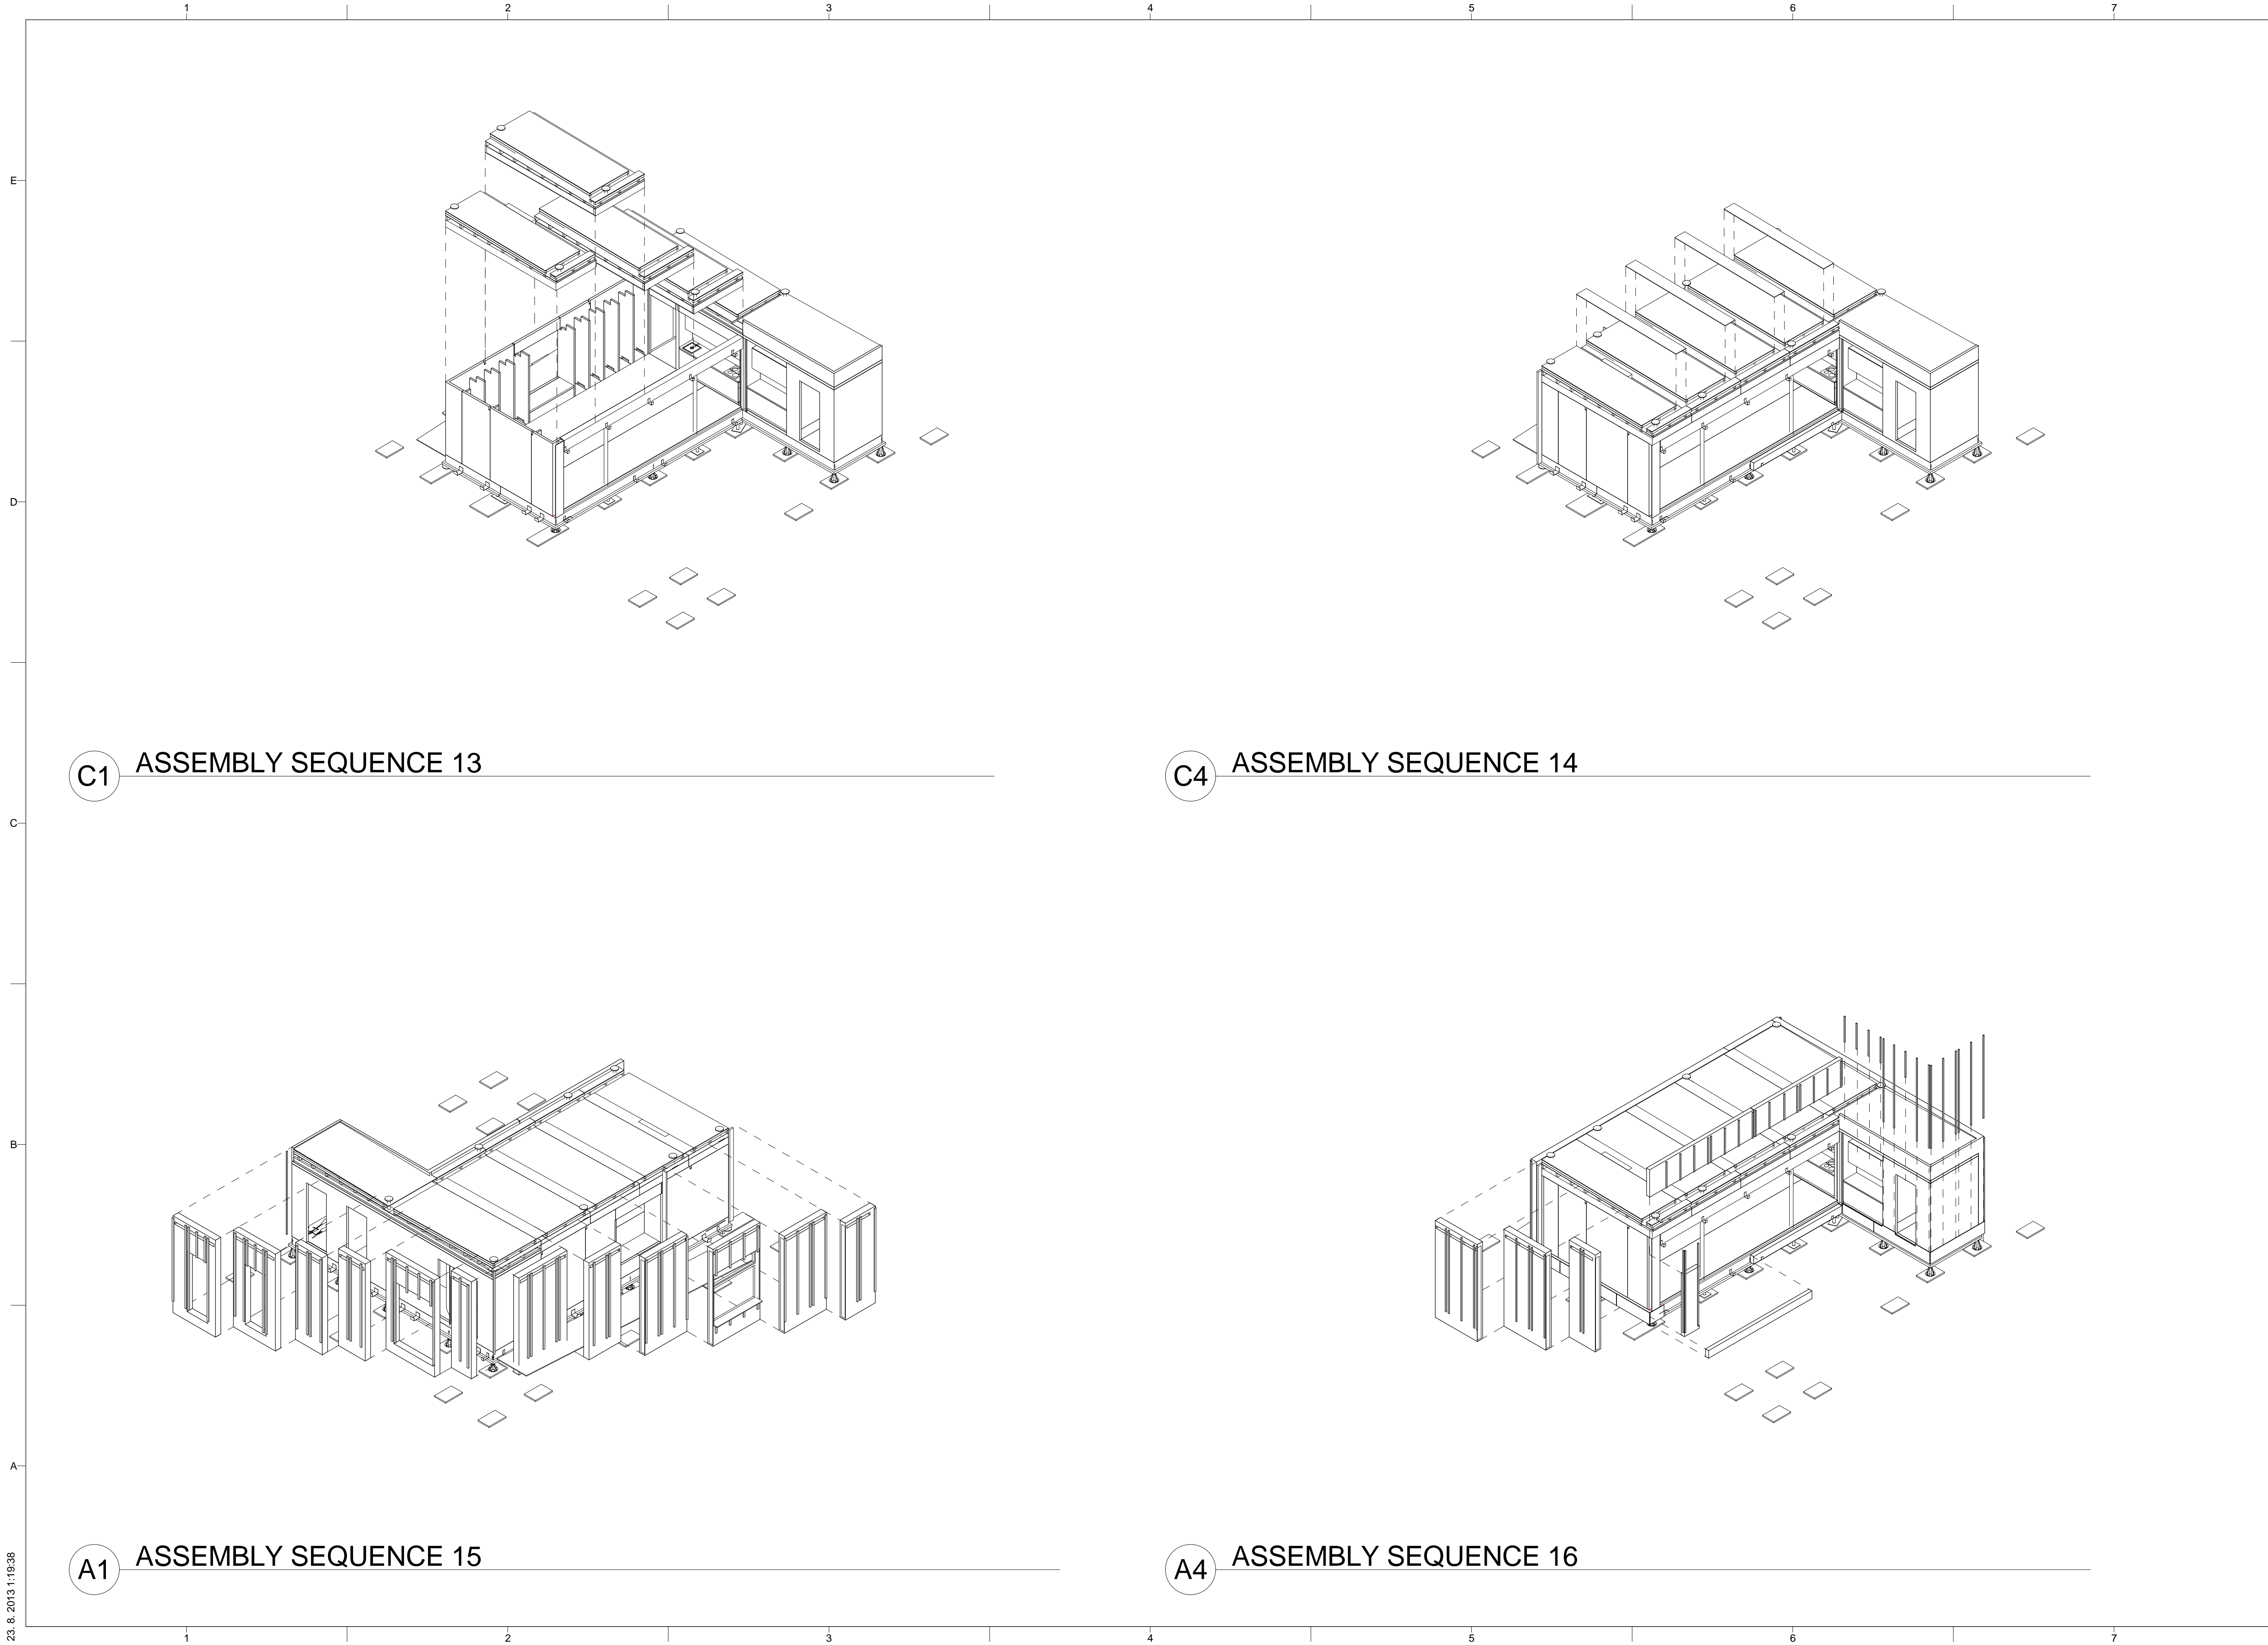 1 2 3 4 5 6 7
E
D
C1 ASSEMBLY SEQUENCE 13
C4 ASSEMBLY SEQUENCE 14
C
B
A
A1 ASSEMBLY SEQUENCE 15
A4 ASSEMBLY SEQUENCE 16
23. 8. 2013 1:19:38
1 2 3 4 5 6 7